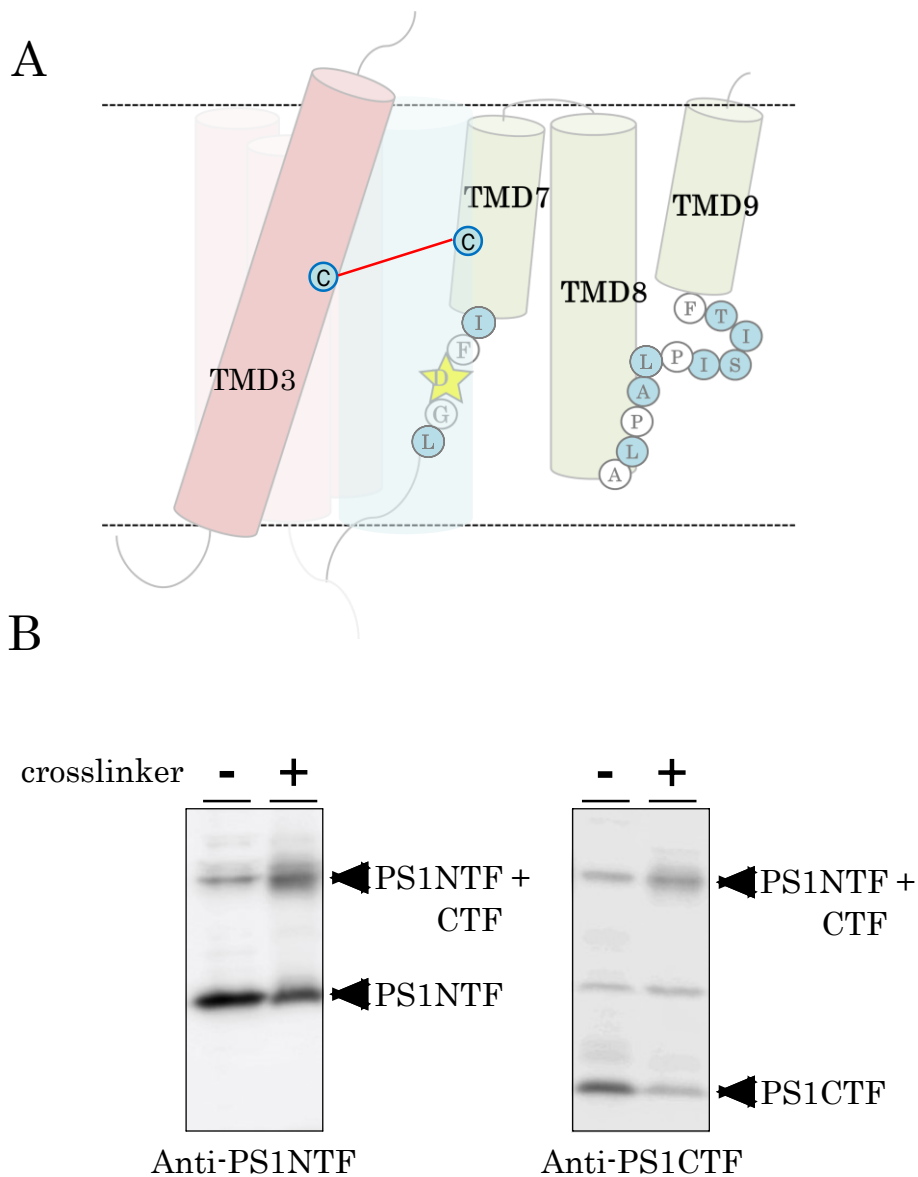 A
TMD7
TMD9
C
C
TMD8
F
T
I
I
F
L
P
I
S
TMD3
D
A
G
P
L
L
A
B
crosslinker - + - +
PS1NTF +
CTF
PS1NTF +
CTF
PS1NTF
PS1CTF
Anti-PS1NTF
Anti-PS1CTF